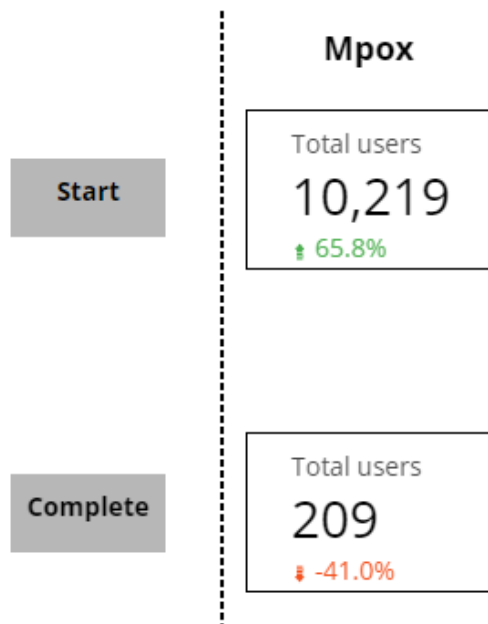 Mpox
Start
Total users
10,219
65.8%
Complete
Total users
209
-41.0%